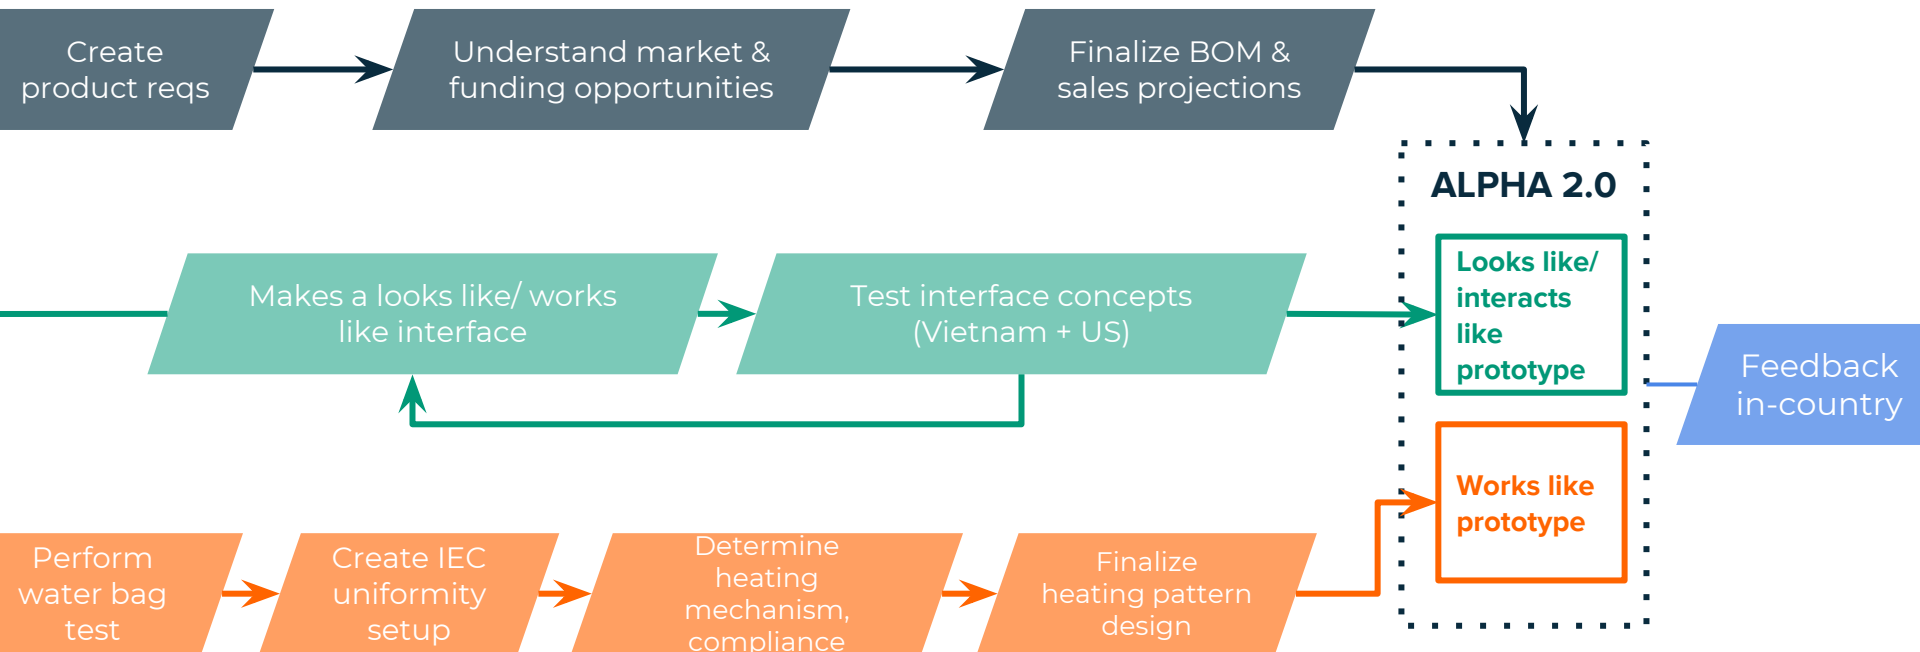 Create
product reqs
Understand market &
funding opportunities
Finalize BOM &
sales projections
ALPHA 2.0
Makes a looks like/ works
like interface
Test interface concepts
(Vietnam + US)
Looks like/
interacts
like
prototype
Feedback
in-country
Works like
prototype
Perform
water bag
test
Create IEC
uniformity
setup
Determine
heating
mechanism,
compliance
Finalize
heating pattern
design